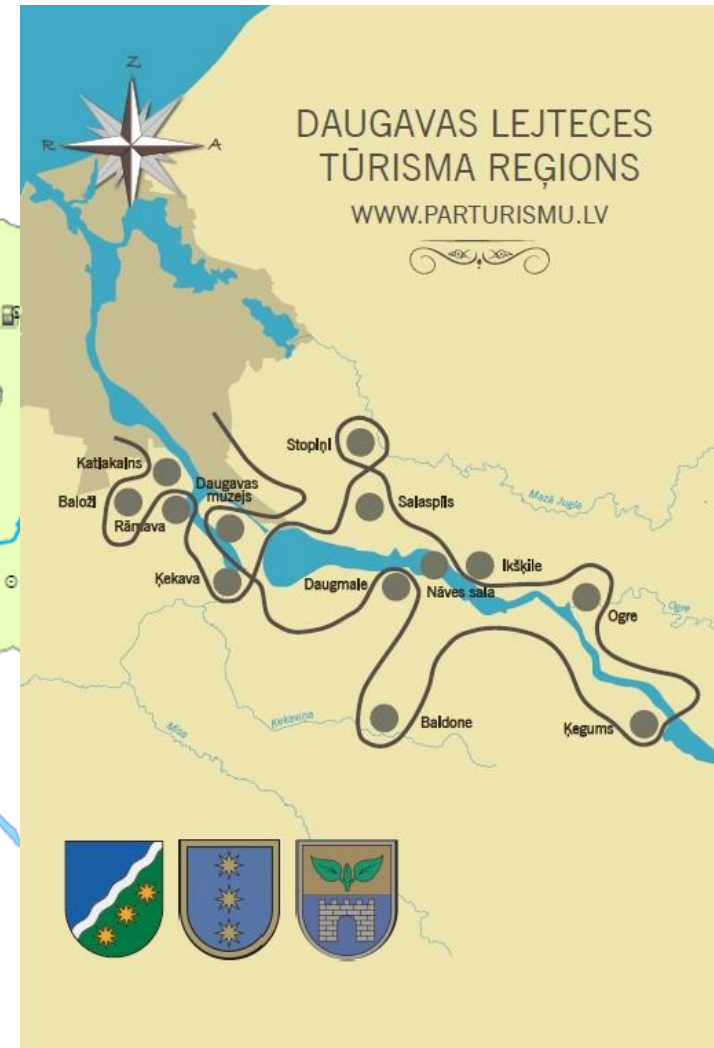 Z
R
A
DAUGAVAS LEJTECES
TŪRISMA REĢIONS
WWW.PARTURISMU.LV
Stopiņi
Katlakalns
Daugavas
muzejs
Baloži
Rāmava
Salaspils
Mazā Jugla
Ķekava
Daugmale
Nāves sala
Ikšķile
Ogre
Ogre
Misa
Ķekaviņa
Baldone
Ķegums